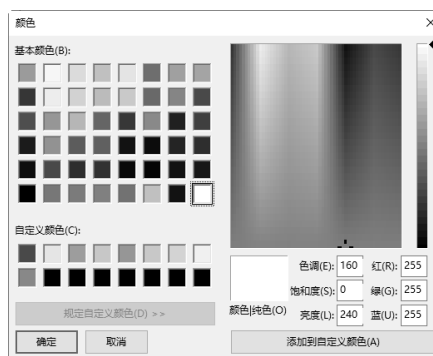 颜色
基本颜色(B):
自定义颜色(C):
规定自定义颜色(D) >>
确定 取消
色调(E): 160 红(R): 255
饱和度(S): 0 绿(G): 255
颜色|纯色(O) 亮度(L): 240 蓝(U): 255
添加到自定义颜色(A)